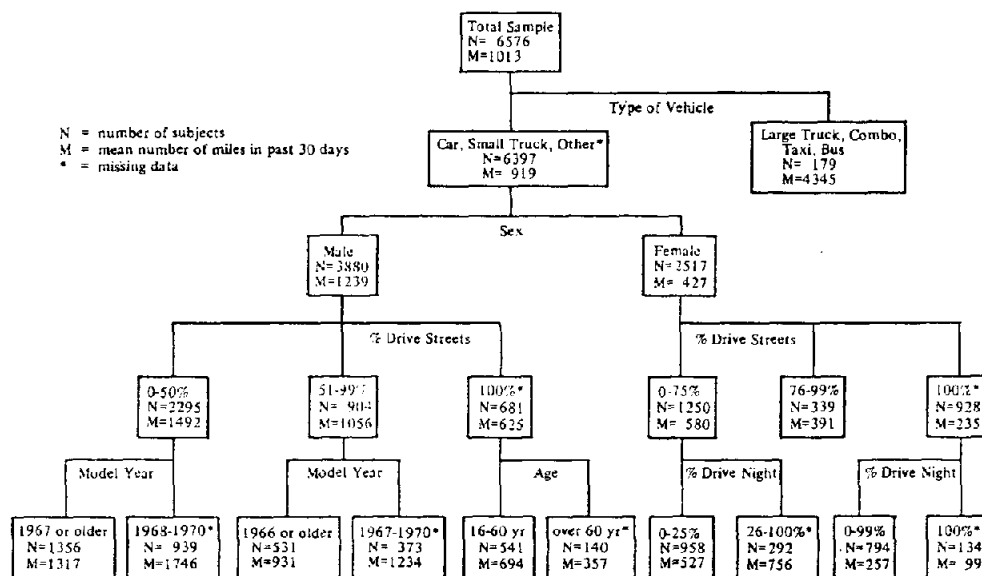 Total Sample
N= 6576
M=1013
Type of Vehicle
N = number of subjects
M = mean number of miles in past 30 days
* = missing data
Car, Small Truck, Other*
N=6397
M= 919
Large Truck, Combo,
Taxi, Bus
N= 179
M=4345
Sex
Male
N=3880
M=1239
Female
N=2517
M= 427
% Drive Streets
0-50%
N=2295
M=1492
51-99%
N= 904
M=1056
100%*
N=681
M=625
% Drive Streets
0-75%
N=1250
M= 580
76-99%
N=339
M=391
100%*
N=928
M=235
Model Year
1967 or older
N=1356
M=1317
1968-1970*
N= 939
M=1746
Model Year
1966 or older
N=531
M=931
1967-1970*
N= 373
M=1234
Age
16-60 yr
N=541
M=694
over 60 yr*
N=140
M=357
% Drive Night
0-25%
N=958
M=527
26-100%*
N=292
M=756
% Drive Night
0-99%
N=794
M=257
100%*
N=134
M= 99